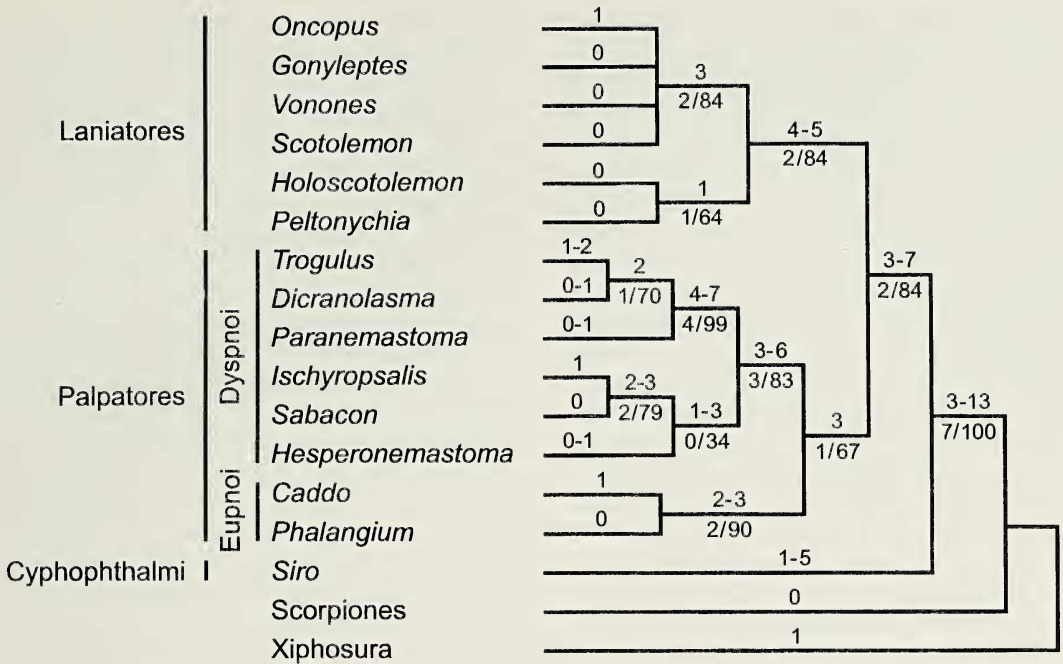 Oncopus 1
Gonyleptes 0
3
Vonones 0
2/84
Laniatores
4-5
Scotolemon 0
2/84
Holoscotolemon 0
1
Peltonychia 0
1/64
Trogulus 1-2
2
3-7
Dicranolasma 0-1
1/70
4-7
2/84
Paranemastoma 0-1
4/99
Dyspnoi
3-6
Ischyropsalis 1
2-3
3/83
Palpatores
Sabacon 0
2/79
1-3
3
3-13
Hesperonemastoma 0-1
0/34
1/67
7/100
Caddo 1
Eupnoi
2-3
Phalangium 0
2/90
Cyphophthalmi
Siro 1-5
Scorpiones 0
Xiphosura 1